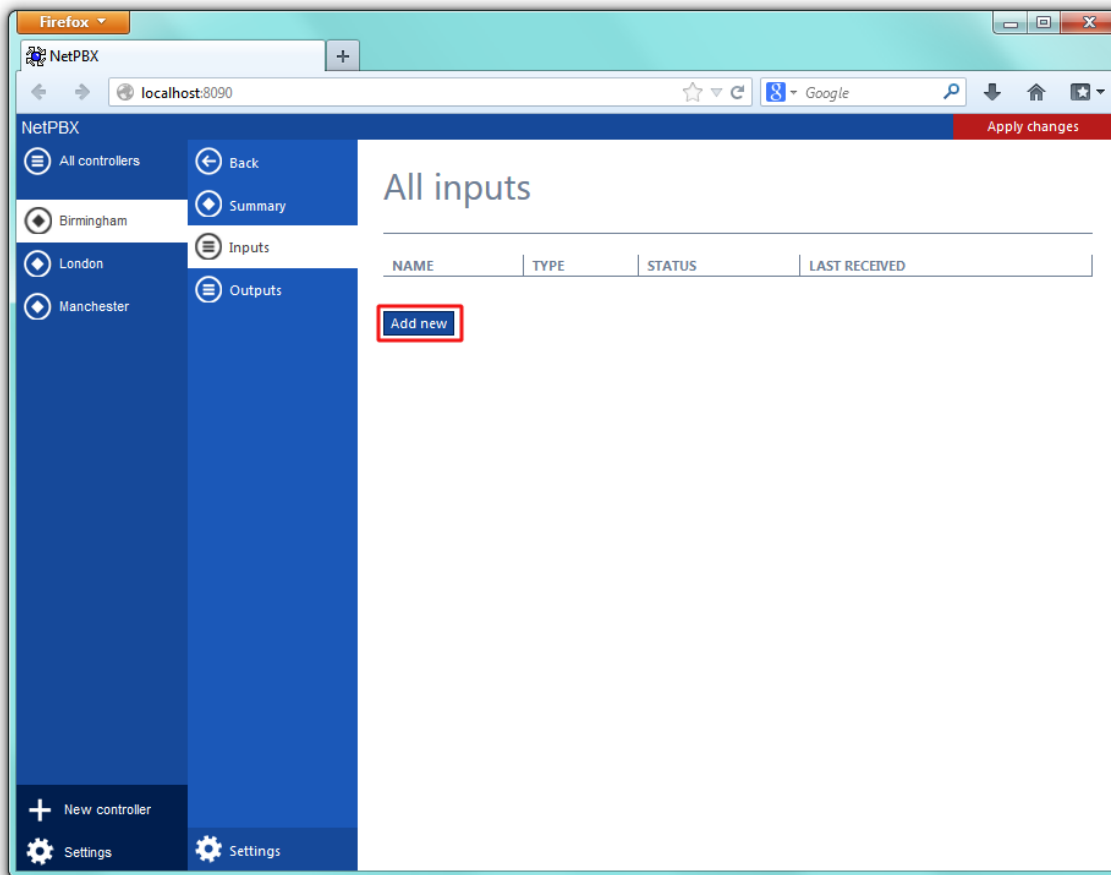 Firefox
NetPBX
localhost:8090
Google
NetPBX
Apply changes
All controllers
Birmingham
London
Manchester
New controller
Settings
Back
Summary
Inputs
Outputs
Settings
All inputs
NAME TYPE STATUS LAST RECEIVED
Add new